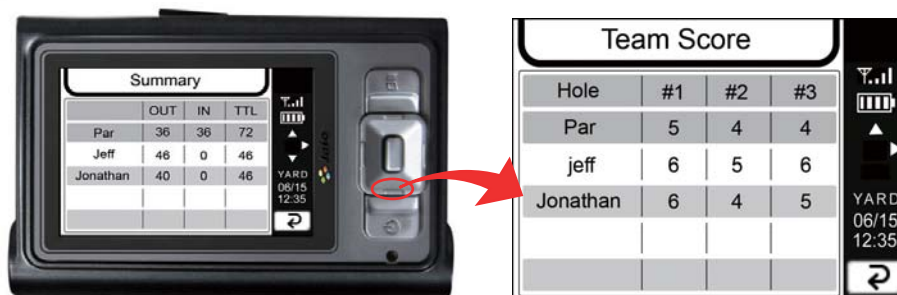 Summary
OUT IN TTL
Par 36 36 72
Jeff 46 0 46
Jonathan 40 0 46
YARD
06/15
12:35
Team Score
Hole #1 #2 #3
Par 5 4 4
jeff 6 5 6
Jonathan 6 4 5
YARD
06/15
12:35